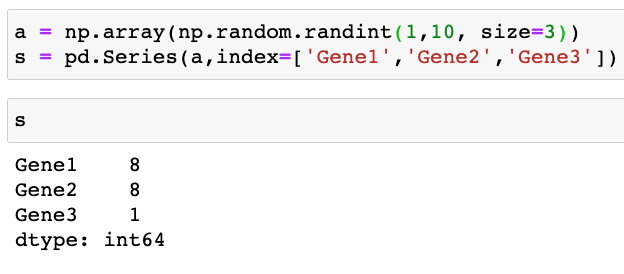 a = np.array(np.random.randint(1,10, size=3))
s = pd.Series(a,index=['Gene1','Gene2','Gene3'])
s
Gene1    8
Gene2    8
Gene3    1
dtype: int64